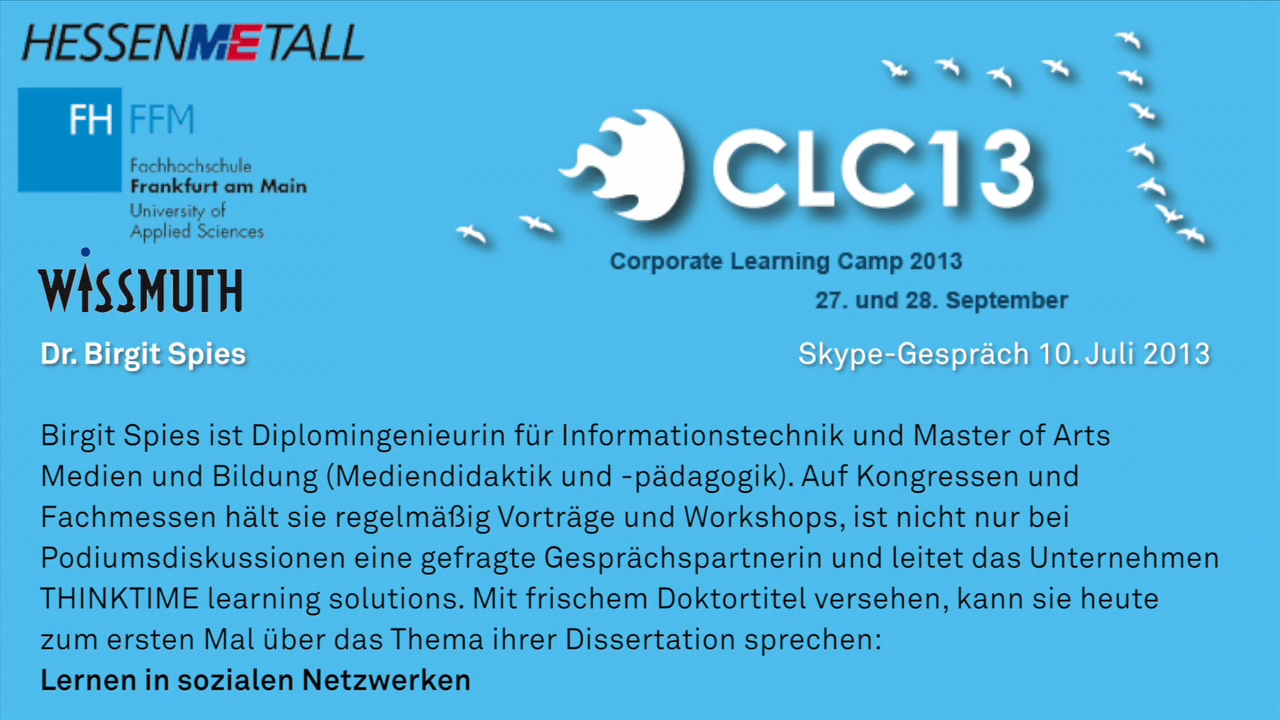 HESSENMETALL
FH FFM
Fachhochschule
Frankfurt am Main
University of
Applied Sciences
WISSMUTH
CLC13
Corporate Learning Camp 2013
27. und 28. September
Dr. Birgit Spies
Skype-Gespräch 10. Juli 2013
Birgit Spies ist Diplomingenieurin für Informationstechnik und Master of Arts
Medien und Bildung (Mediendidaktik und -pädagogik). Auf Kongressen und
Fachmessen hält sie regelmäßig Vorträge und Workshops, ist nicht nur bei
Podiumsdiskussionen eine gefragte Gesprächspartnerin und leitet das Unternehmen
THINKTIME learning solutions. Mit frischem Doktortitel versehen, kann sie heute
zum ersten Mal über das Thema ihrer Dissertation sprechen:
Lernen in sozialen Netzwerken